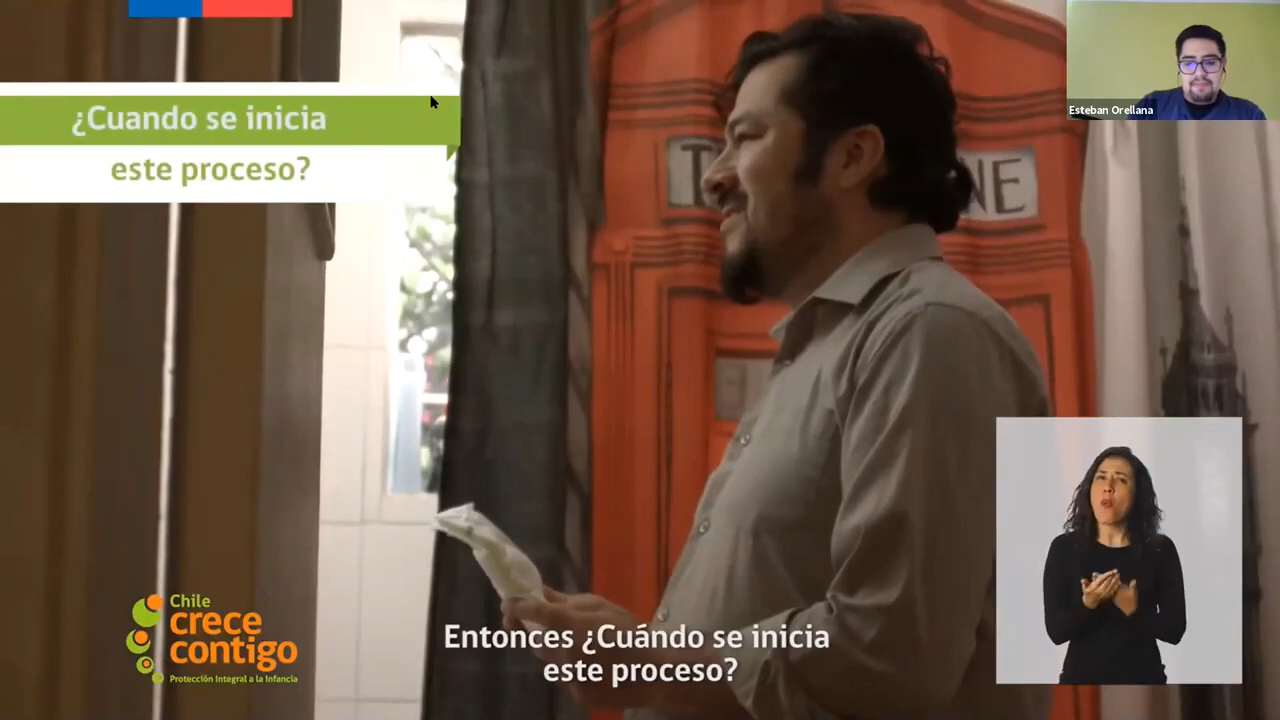 ¿Cuando se inicia
este proceso?
Esteban Orellana
T
NE
Chile
crece
contigo
Protección Integral a la Infancia
Entonces ¿Cuándo se inicia
este proceso?